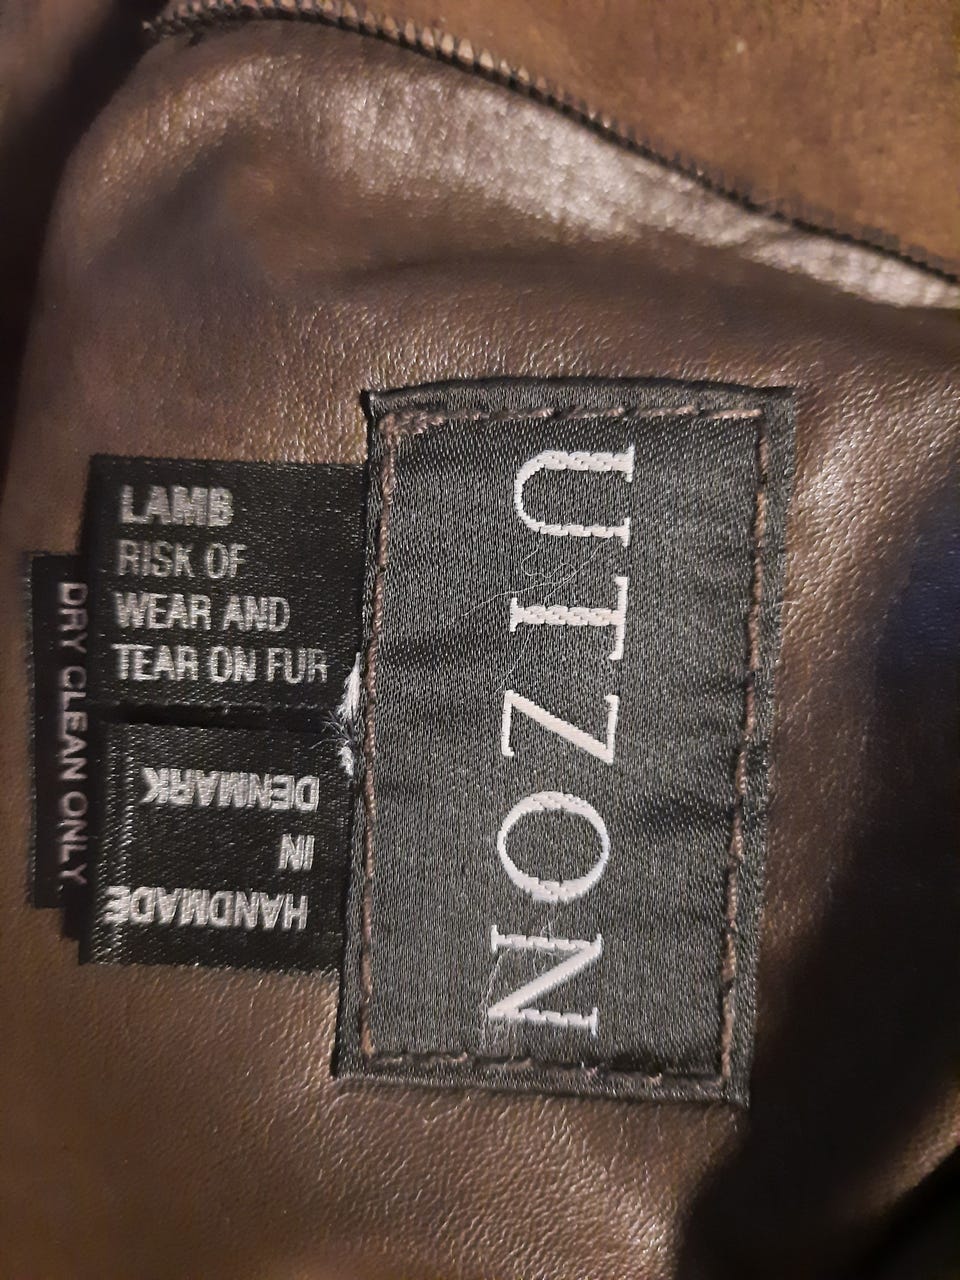 UTZON
LAMB
RISK OF
WEAR AND
TEAR ON FUR
HANDMADE
IN
DENMARK
DRY CLEAN ONLY.